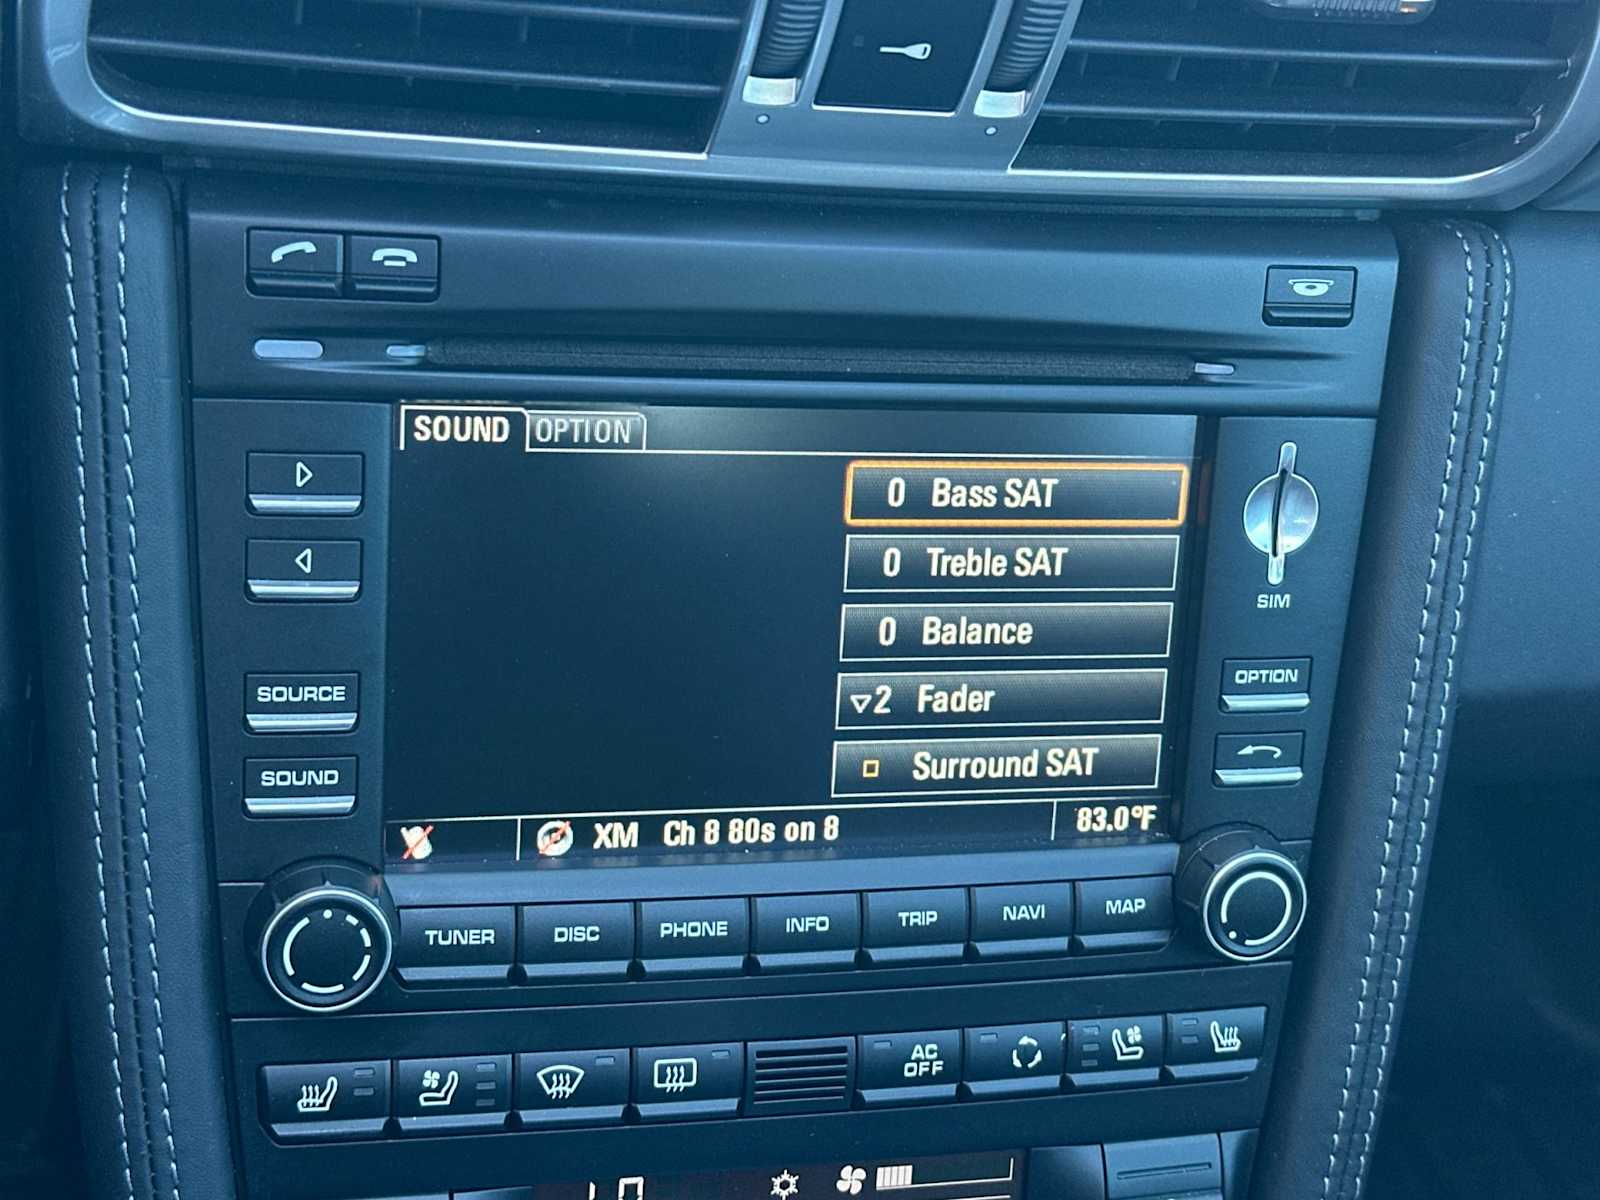 SOUND OPTION
0 Bass SAT
0 Treble SAT
0 Balance
▽2 Fader
Surround SAT
XM Ch 8 80s on 8 83.0°F
SIM
OPTION
SOURCE
SOUND
TUNER DISC PHONE INFO TRIP NAVI MAP
AC
OFF